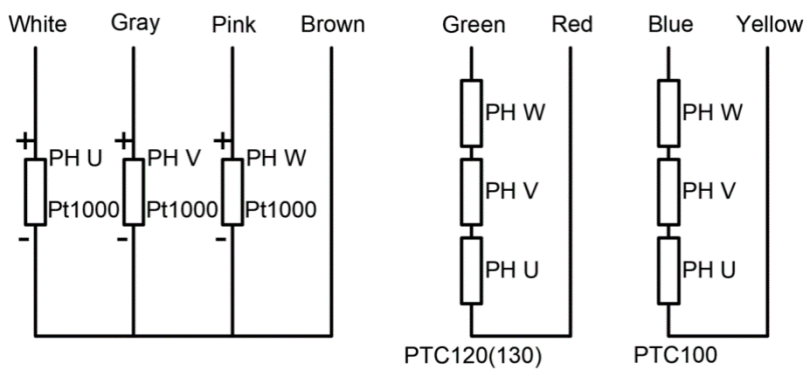 White Gray Pink Brown Green Red Blue Yellow
+ PH U + PH V + PH W
Pt1000 Pt1000 Pt1000
- - -
PH W PH W
PH V PH V
PH U PH U
PTC120(130) PTC100